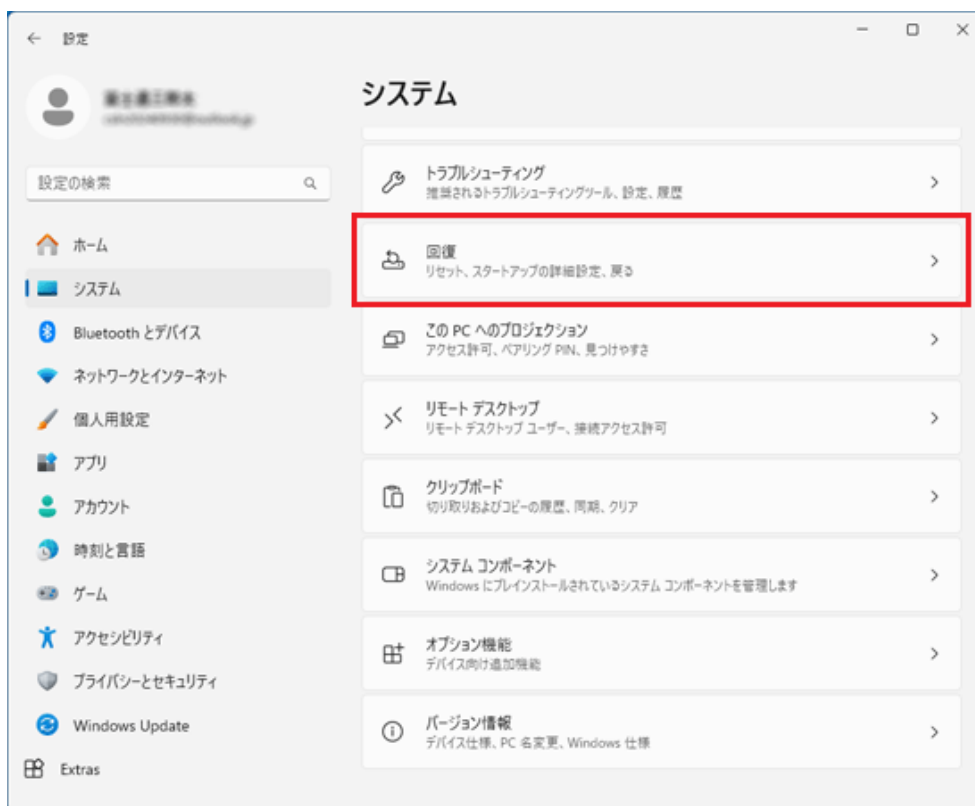 設定
システム
設定の検索
ホーム
システム
Bluetooth とデバイス
ネットワークとインターネット
個人用設定
アプリ
アカウント
時刻と言語
ゲーム
アクセシビリティ
プライバシーとセキュリティ
Windows Update
Extras
トラブルシューティング
推奨されるトラブルシューティングツール、設定、履歴
回復
リセット、スタートアップの詳細設定、戻る
この PC へのプロジェクション
アクセス許可、ペアリング PIN、見つけやすさ
リモート デスクトップ
リモート デスクトップ ユーザー、接続アクセス許可
クリップボード
切り取りおよびコピーの履歴、同期、クリア
システム コンポーネント
Windows にプレインストールされているシステム コンポーネントを管理します
オプション機能
デバイス向け追加機能
バージョン情報
デバイス仕様、PC 名変更、Windows 仕様